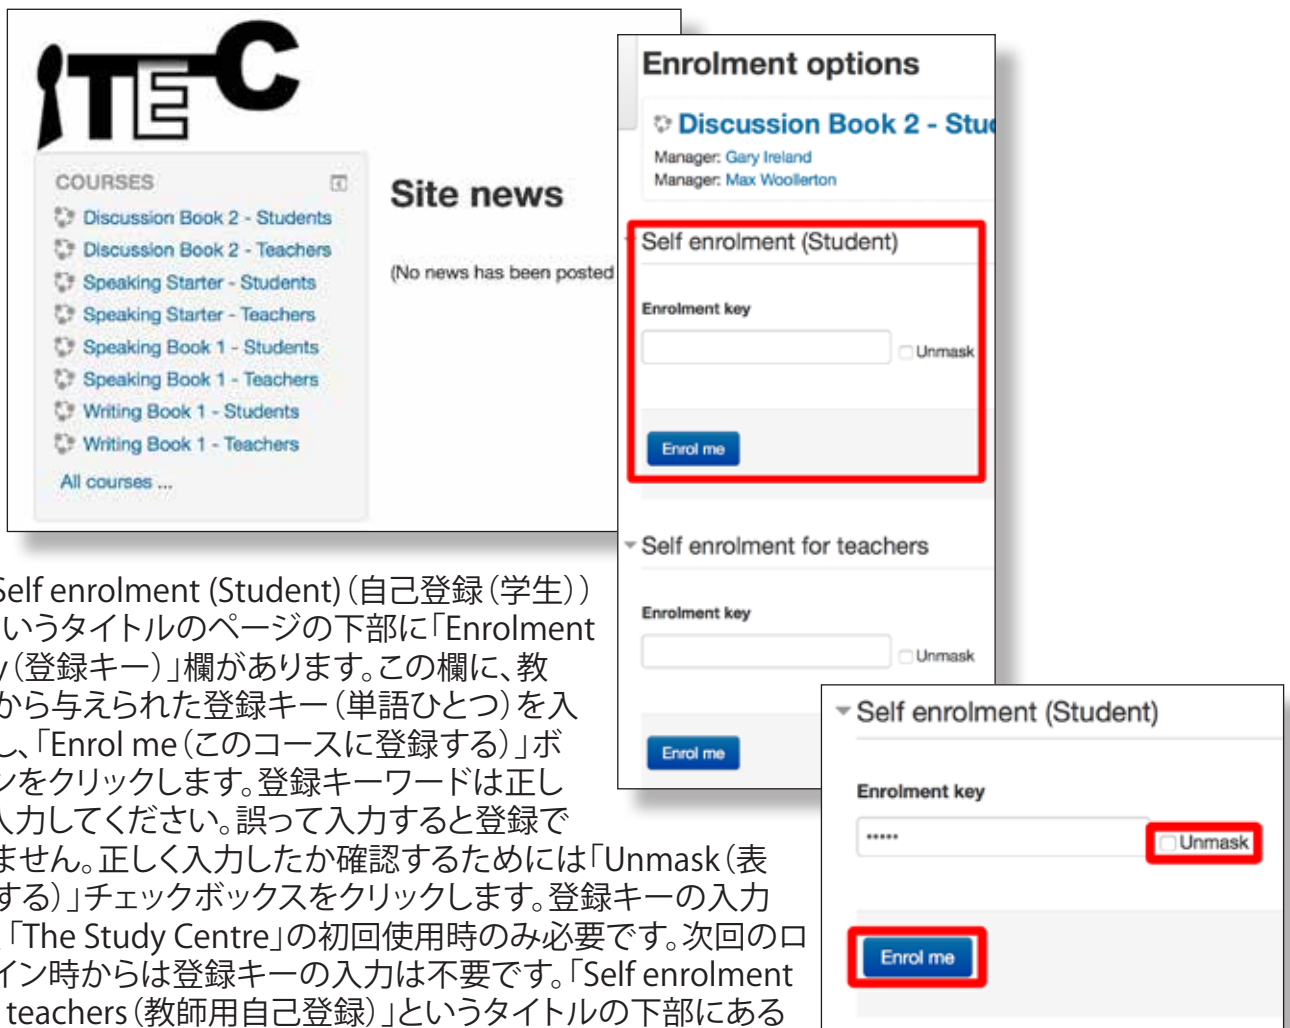 iTEC
COURSES
Discussion Book 2 - Students
Discussion Book 2 - Teachers
Speaking Starter - Students
Speaking Starter - Teachers
Speaking Book 1 - Students
Speaking Book 1 - Teachers
Writing Book 1 - Students
Writing Book 1 - Teachers
All courses ...
Site news
(No news has been posted
Enrolment options
Discussion Book 2 - Stu
Manager: Gary Ireland
Manager: Max Woollerton
Self enrolment (Student)
Enrolment key
Unmask
Enrol me
Self enrolment for teachers
Enrolment key
Unmask
Enrol me
Self enrolment (Student)
Enrolment key
•••••
Unmask
Enrol me
Self enrolment (Student)（自己登録（学生））
いうタイトルのページの下部に「Enrolment
y（登録キー）」欄があります。この欄に、教
から与えられた登録キー（単語ひとつ）を入
し、「Enrol me（このコースに登録する）」ボ
ンをクリックします。登録キーワードは正し
入力してください。誤って入力すると登録で
ません。正しく入力したか確認するためには「Unmask（表
する）」チェックボックスをクリックします。登録キーの入力
「The Study Centre」の初回使用時のみ必要です。次回のロ
イン時からは登録キーの入力は不要です。「Self enrolment
teachers（教師用自己登録）」というタイトルの下部にある